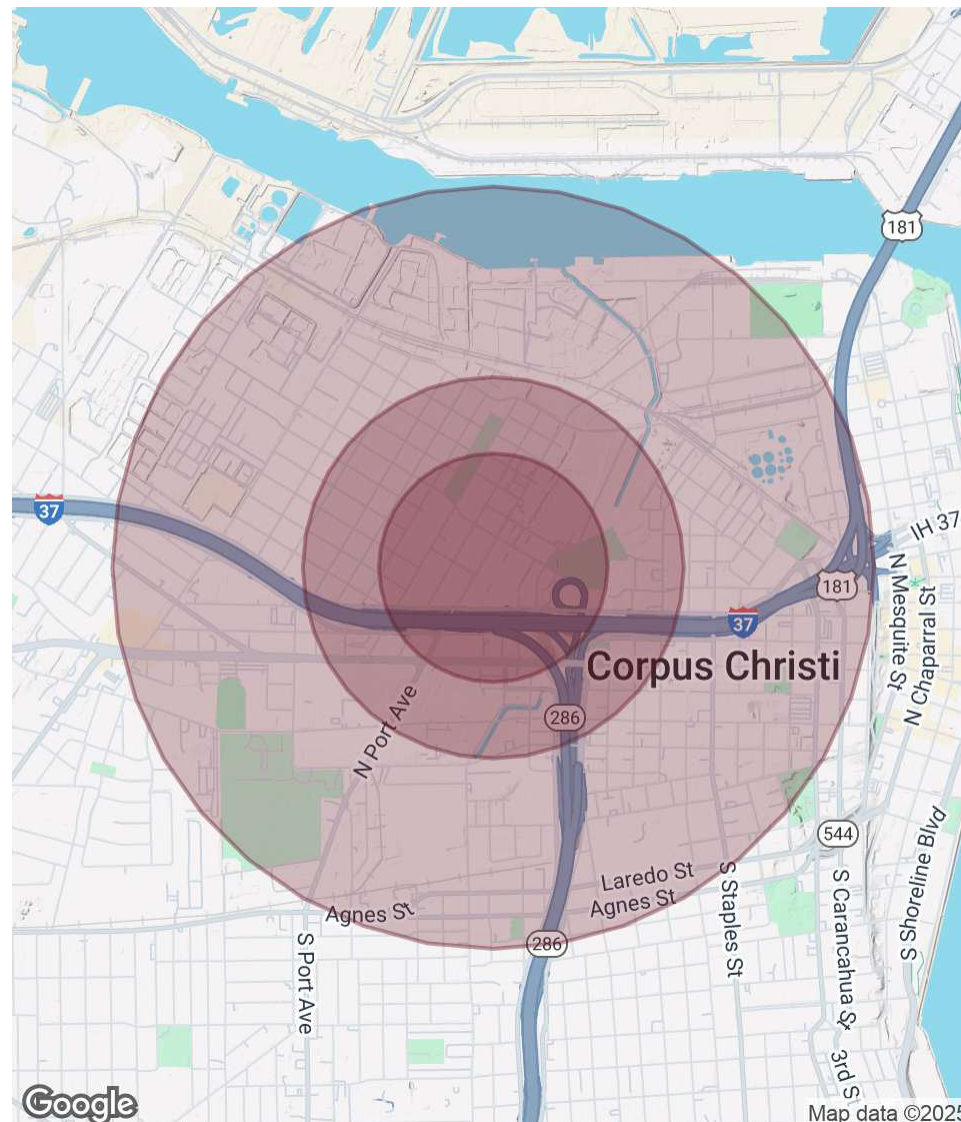 181
37
IH 37
N Mesquite St
N Chaparral St
181
37
Corpus Christi
286
N Port Ave
544
S Shoreline Blvd
Laredo St
Agnes St
S Staples St
S Carancahua St
Agnes St
286
S Port Ave
3rd St
Google
Map data ©2025